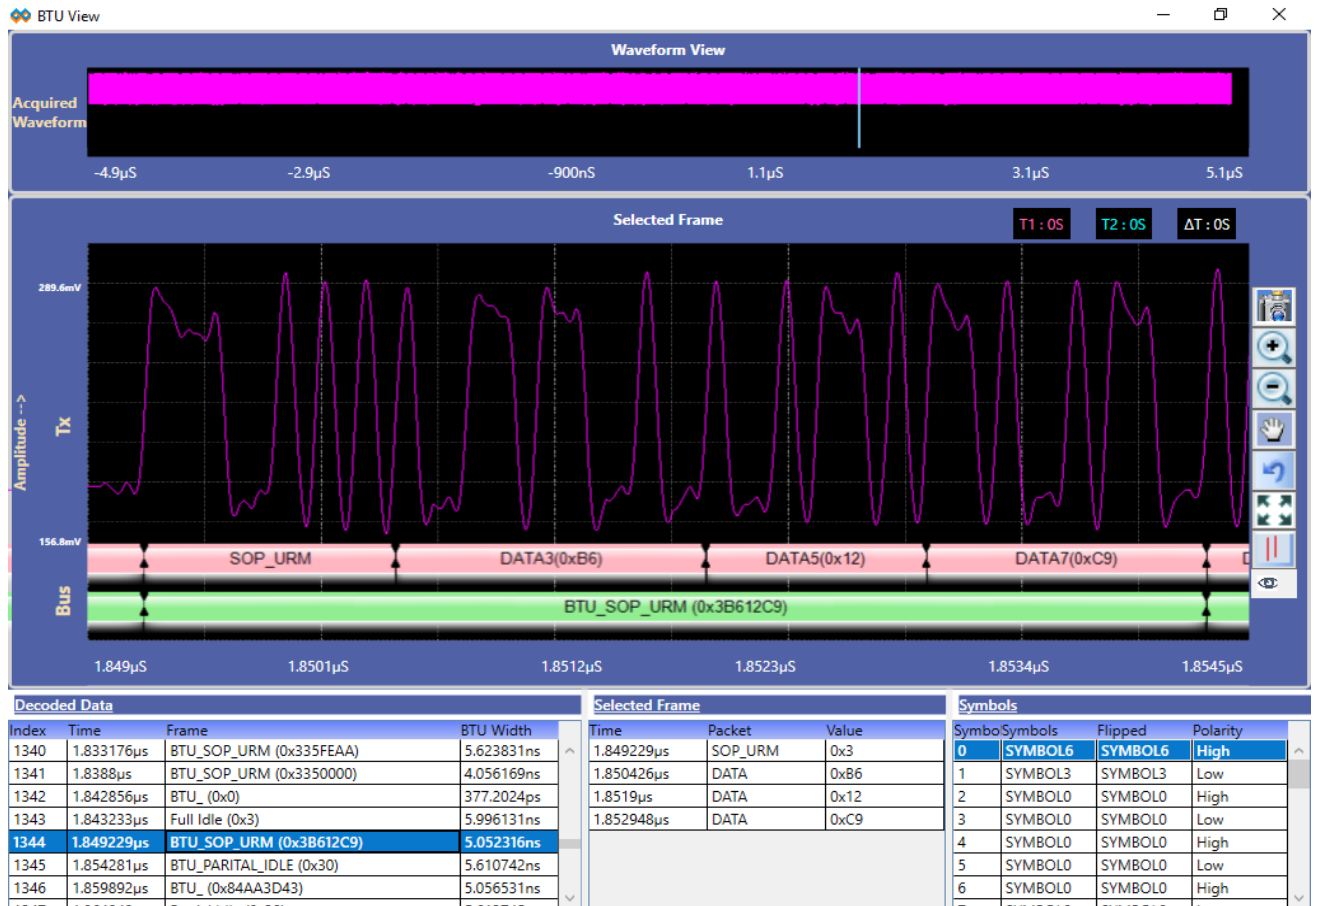 BTU View
Waveform View
Acquired
Waveform
-4.9µS -2.9µS -900nS 1.1µS 3.1µS 5.1µS
Selected Frame
T1 : 0S T2 : 0S ΔT : 0S
289.6mV
Amplitude -->
Tx
156.8mV
SOP_URM DATA3(0xB6) DATA5(0x12) DATA7(0xC9)
Bus
BTU_SOP_URM (0x3B612C9)
1.849µS 1.8501µS 1.8512µS 1.8523µS 1.8534µS 1.8545µS
Decoded Data
Index Time Frame BTU Width
1340 1.833176µs BTU_SOP_URM (0x335FEAA) 5.623831ns
1341 1.8388µs BTU_SOP_URM (0x3350000) 4.056169ns
1342 1.842856µs BTU_ (0x0) 377.2024ps
1343 1.843233µs Full Idle (0x3) 5.996131ns
1344 1.849229µs BTU_SOP_URM (0x3B612C9) 5.052316ns
1345 1.854281µs BTU_PARITAL_IDLE (0x30) 5.610742ns
1346 1.859892µs BTU_ (0x84AA3D43) 5.056531ns
Selected Frame
Time Packet Value
1.849229µs SOP_URM 0x3
1.850426µs DATA 0xB6
1.8519µs DATA 0x12
1.852948µs DATA 0xC9
Symbols
Symbo Symbols Flipped Polarity
0 SYMBOL6 SYMBOL6 High
1 SYMBOL3 SYMBOL3 Low
2 SYMBOL0 SYMBOL0 High
3 SYMBOL0 SYMBOL0 Low
4 SYMBOL0 SYMBOL0 High
5 SYMBOL0 SYMBOL0 Low
6 SYMBOL0 SYMBOL0 High